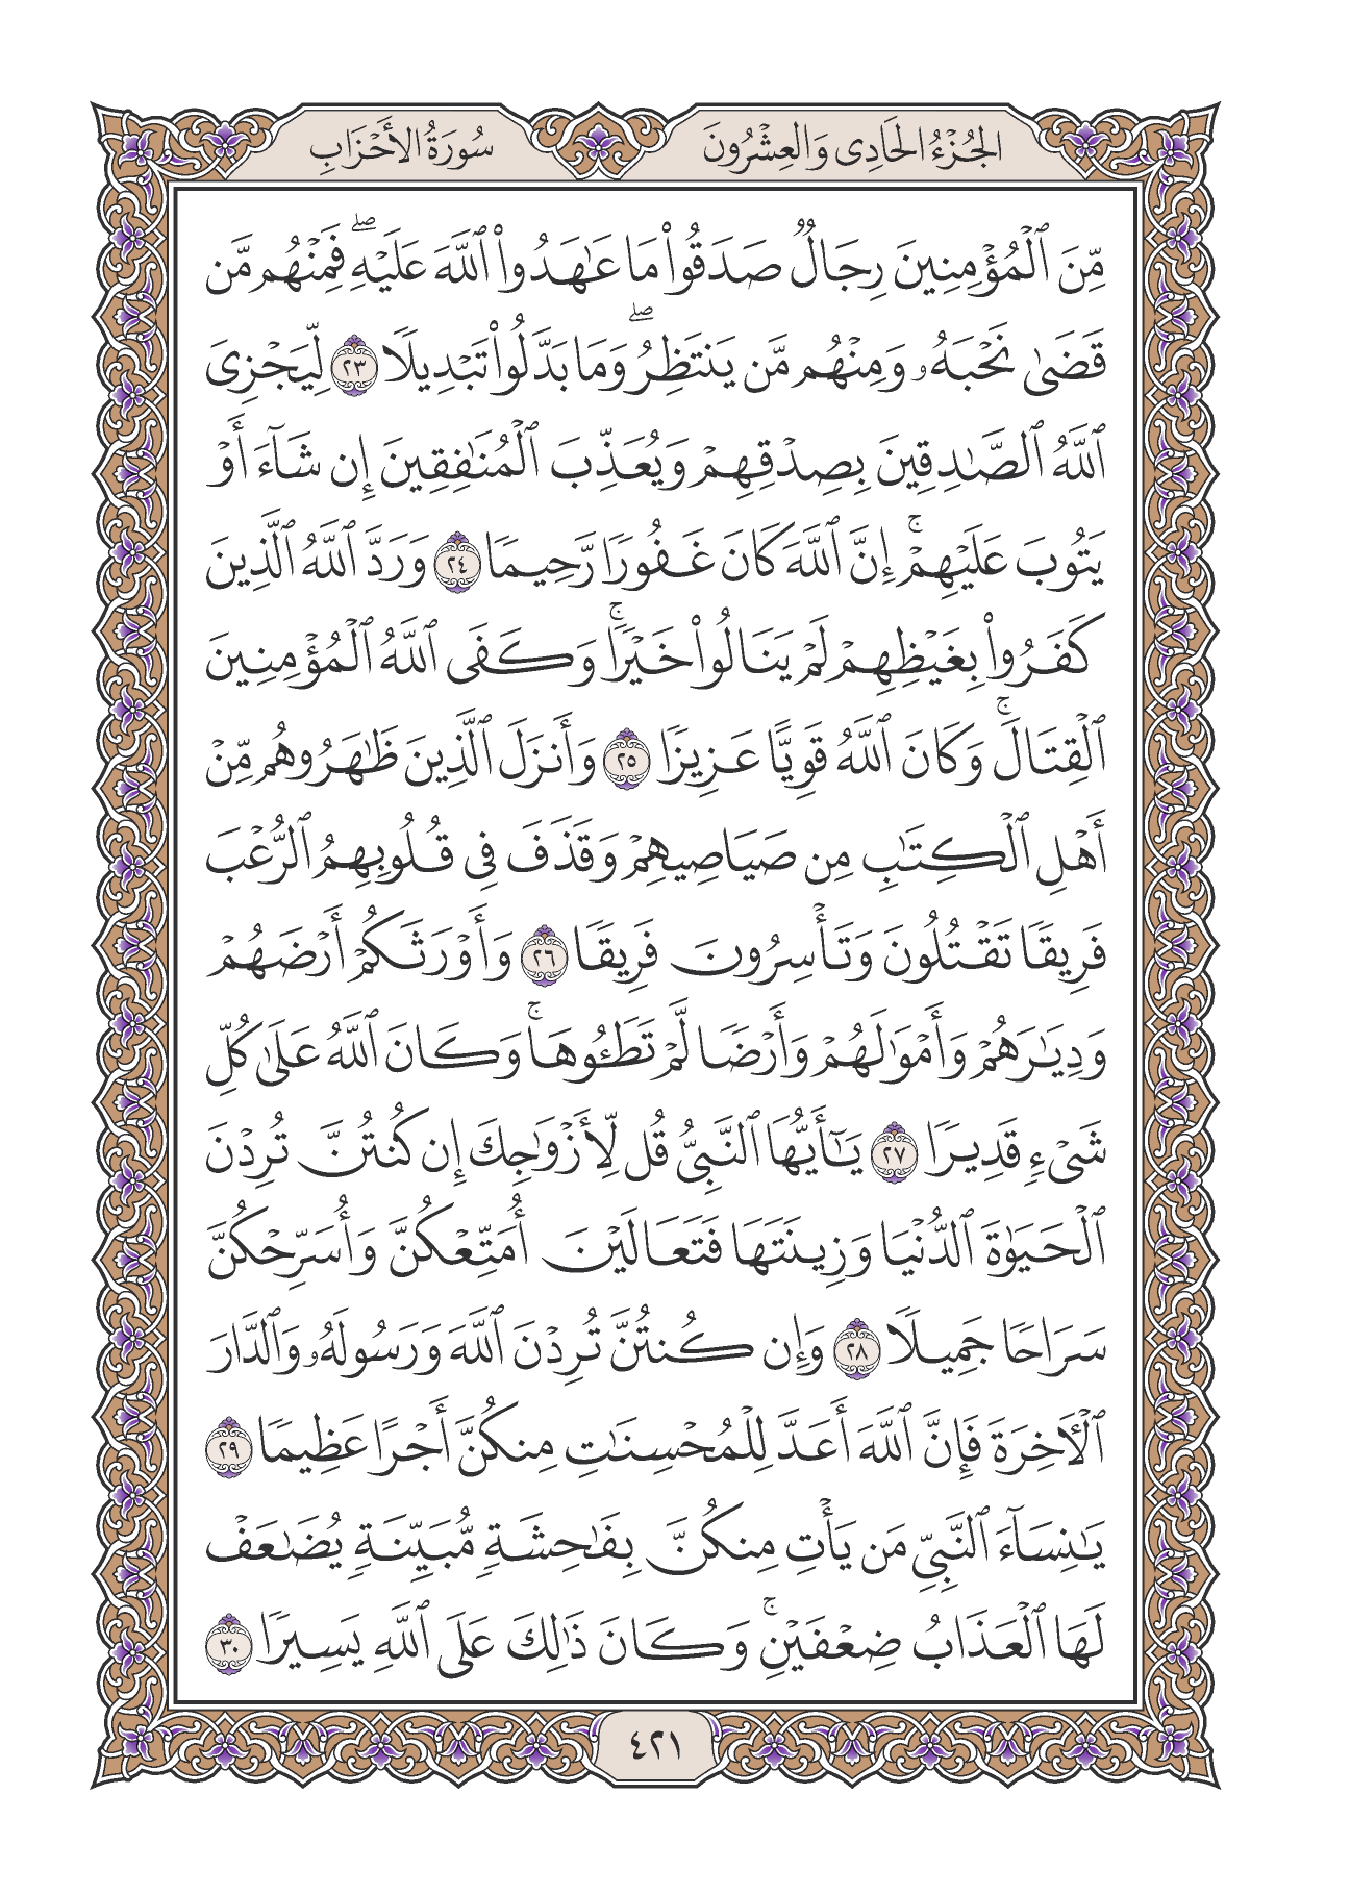 الجُزْءُ الحَادِى وَالعِشْرُونَ
سُورَةُ الأَحْزَابِ
مِّنَ ٱلْمُؤْمِنِينَ رِجَالٌ صَدَقُوا۟ مَا عَـٰهَدُوا۟ ٱللَّهَ عَلَيْهِ ۖ فَمِنْهُم مَّن
قَضَىٰ نَحْبَهُۥ وَمِنْهُم مَّن يَنتَظِرُ ۖ وَمَا بَدَّلُوا۟ تَبْدِيلًا ٢٣ لِّيَجْزِىَ
ٱللَّهُ ٱلصَّـٰدِقِينَ بِصِدْقِهِمْ وَيُعَذِّبَ ٱلْمُنَـٰفِقِينَ إِن شَآءَ أَوْ
يَتُوبَ عَلَيْهِمْ ۚ إِنَّ ٱللَّهَ كَانَ غَفُورًا رَّحِيمًا ٢٤ وَرَدَّ ٱللَّهُ ٱلَّذِينَ
كَفَرُوا۟ بِغَيْظِهِمْ لَمْ يَنَالُوا۟ خَيْرًا ۚ وَكَفَى ٱللَّهُ ٱلْمُؤْمِنِينَ
ٱلْقِتَالَ ۚ وَكَانَ ٱللَّهُ قَوِيًّا عَزِيزًا ٢٥ وَأَنزَلَ ٱلَّذِينَ ظَـٰهَرُوهُم مِّنْ
أَهْلِ ٱلْكِتَـٰبِ مِن صَيَاصِيهِمْ وَقَذَفَ فِى قُلُوبِهِمُ ٱلرُّعْبَ
فَرِيقًا تَقْتُلُونَ وَتَأْسِرُونَ فَرِيقًا ٢٦ وَأَوْرَثَكُمْ أَرْضَهُمْ
وَدِيَـٰرَهُمْ وَأَمْوَٰلَهُمْ وَأَرْضًا لَّمْ تَطَـُٔوهَا ۚ وَكَانَ ٱللَّهُ عَلَىٰ كُلِّ
شَىْءٍ قَدِيرًا ٢٧ يَـٰٓأَيُّهَا ٱلنَّبِىُّ قُل لِّأَزْوَٰجِكَ إِن كُنتُنَّ تُرِدْنَ
ٱلْحَيَوٰةَ ٱلدُّنْيَا وَزِينَتَهَا فَتَعَالَيْنَ أُمَتِّعْكُنَّ وَأُسَرِّحْكُنَّ
سَرَاحًا جَمِيلًا ٢٨ وَإِن كُنتُنَّ تُرِدْنَ ٱللَّهَ وَرَسُولَهُۥ وَٱلدَّارَ
ٱلْـَٔاخِرَةَ فَإِنَّ ٱللَّهَ أَعَدَّ لِلْمُحْسِنَـٰتِ مِنكُنَّ أَجْرًا عَظِيمًا ٢٩
يَـٰنِسَآءَ ٱلنَّبِىِّ مَن يَأْتِ مِنكُنَّ بِفَـٰحِشَةٍ مُّبَيِّنَةٍ يُضَـٰعَفْ
لَهَا ٱلْعَذَابُ ضِعْفَيْنِ ۚ وَكَانَ ذَٰلِكَ عَلَى ٱللَّهِ يَسِيرًا ٣٠
٤٢١